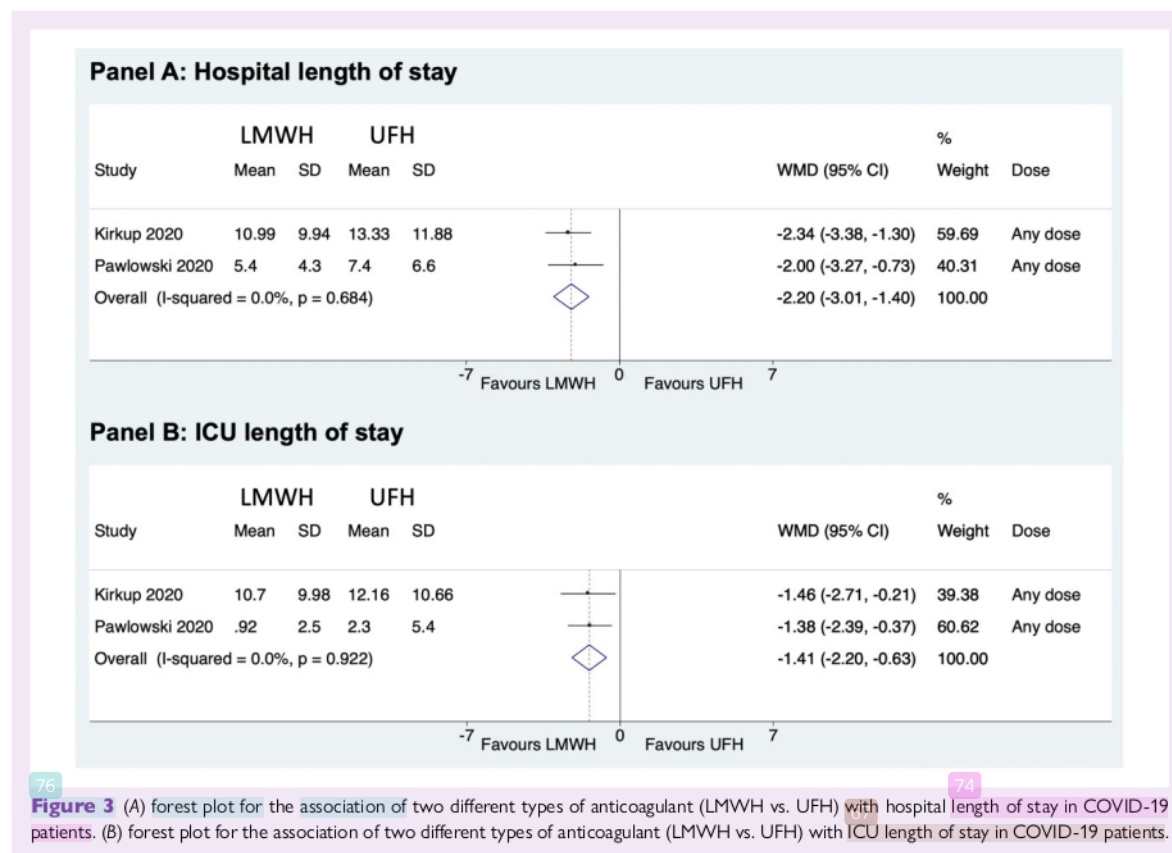 Panel A: Hospital length of stay
LMWH UFH %
Study Mean SD Mean SD WMD (95% CI) Weight Dose
Kirkup 2020 10.99 9.94 13.33 11.88 -2.34 (-3.38, -1.30) 59.69 Any dose
Pawlowski 2020 5.4 4.3 7.4 6.6 -2.00 (-3.27, -0.73) 40.31 Any dose
Overall (I-squared = 0.0%, p = 0.684) -2.20 (-3.01, -1.40) 100.00
-7 0 7
Favours LMWH Favours UFH
Panel B: ICU length of stay
LMWH UFH %
Study Mean SD Mean SD WMD (95% CI) Weight Dose
Kirkup 2020 10.7 9.98 12.16 10.66 -1.46 (-2.71, -0.21) 39.38 Any dose
Pawlowski 2020 .92 2.5 2.3 5.4 -1.38 (-2.39, -0.37) 60.62 Any dose
Overall (I-squared = 0.0%, p = 0.922) -1.41 (-2.20, -0.63) 100.00
-7 0 7
Favours LMWH Favours UFH
76 74
Figure 3 (A) forest plot for the association of two different types of anticoagulant (LMWH vs. UFH) with hospital length of stay in COVID-19
67
patients. (B) forest plot for the association of two different types of anticoagulant (LMWH vs. UFH) with ICU length of stay in COVID-19 patients.